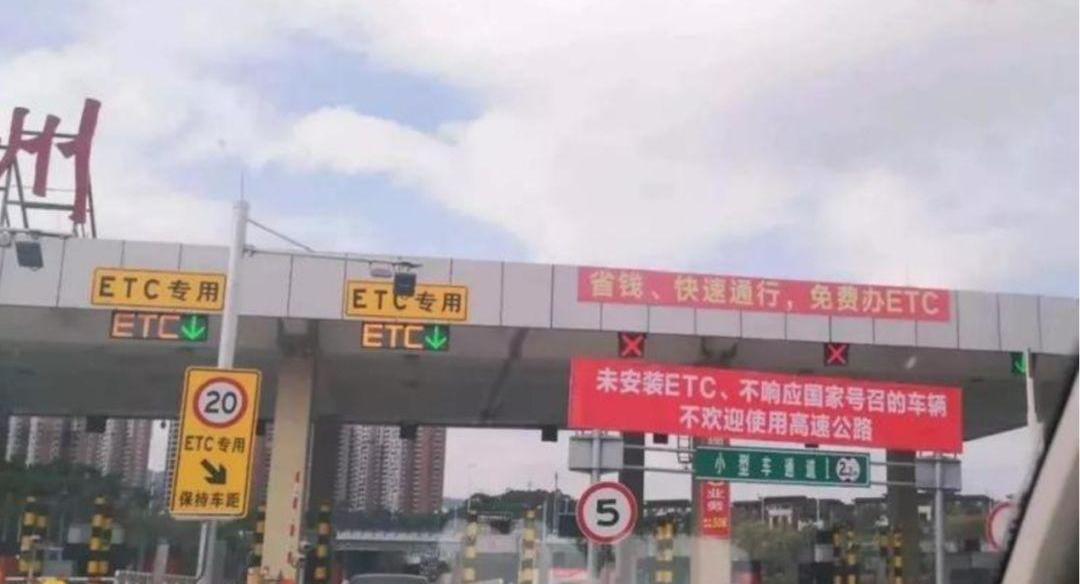 州
省钱、快速通行，免费办ETC
ETC专用
ETC专用
ETC
ETC
未安装ETC、不响应国家号召的车辆
不欢迎使用高速公路
20
ETC专用
保持车距
小型车通道
5
业务